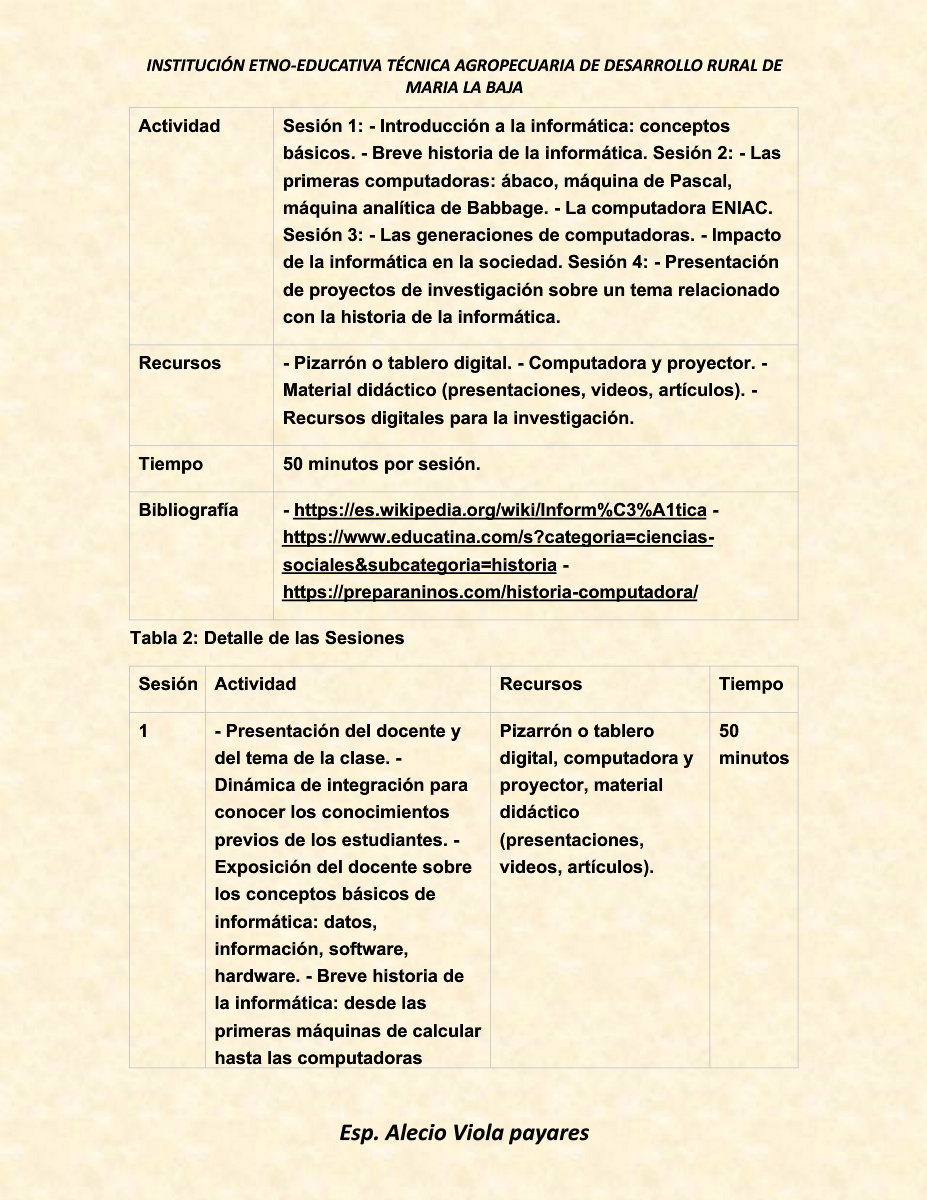 INSTITUCIÓN ETNO-EDUCATIVA TÉCNICA AGROPECUARIA DE DESARROLLO RURAL DE
MARIA LA BAJA
Actividad
Sesión 1: - Introducción a la informática: conceptos
básicos. - Breve historia de la informática. Sesión 2: - Las
primeras computadoras: ábaco, máquina de Pascal,
máquina analítica de Babbage. - La computadora ENIAC.
Sesión 3: - Las generaciones de computadoras. - Impacto
de la informática en la sociedad. Sesión 4: - Presentación
de proyectos de investigación sobre un tema relacionado
con la historia de la informática.
Recursos
- Pizarrón o tablero digital. - Computadora y proyector. -
Material didáctico (presentaciones, videos, artículos). -
Recursos digitales para la investigación.
Tiempo
50 minutos por sesión.
Bibliografía
- https://es.wikipedia.org/wiki/Inform%C3%A1tica -
https://www.educatina.com/s?categoria=ciencias-
sociales&subcategoria=historia -
https://preparaninos.com/historia-computadora/
Tabla 2: Detalle de las Sesiones
Sesión Actividad Recursos Tiempo
1
- Presentación del docente y
del tema de la clase. -
Dinámica de integración para
conocer los conocimientos
previos de los estudiantes. -
Exposición del docente sobre
los conceptos básicos de
informática: datos,
información, software,
hardware. - Breve historia de
la informática: desde las
primeras máquinas de calcular
hasta las computadoras
Pizarrón o tablero
digital, computadora y
proyector, material
didáctico
(presentaciones,
videos, artículos).
50
minutos
Esp. Alecio Viola payares